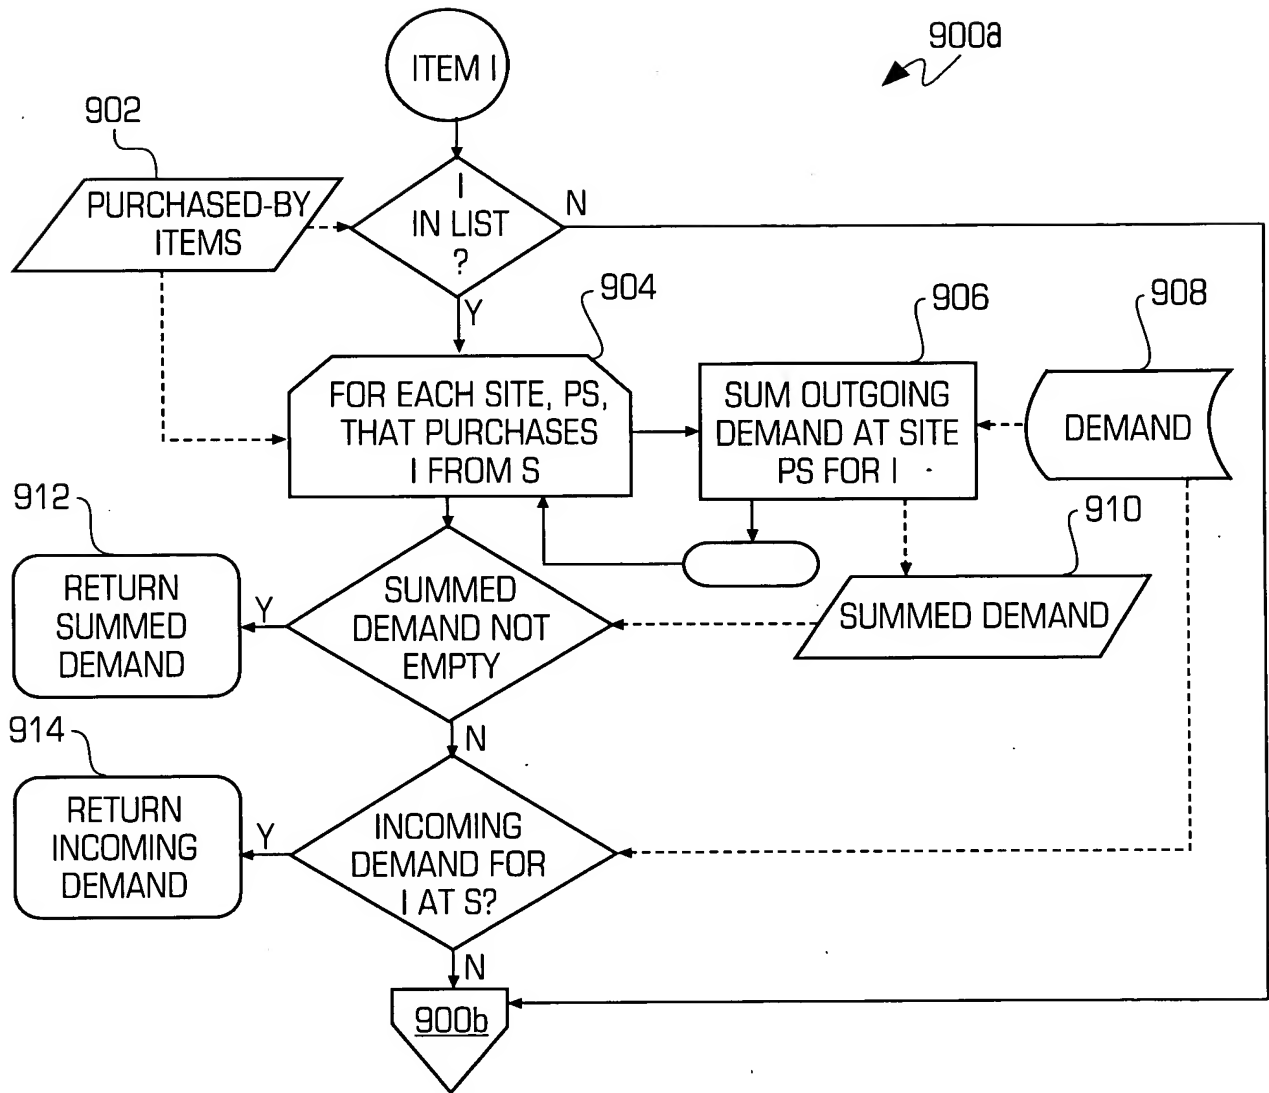 900a
ITEM I
902
PURCHASED-BY
ITEMS
I
IN LIST
?
N
Y
904
906
908
FOR EACH SITE, PS,
THAT PURCHASES
I FROM S
SUM OUTGOING
DEMAND AT SITE
PS FOR I
DEMAND
912
910
RETURN
SUMMED
DEMAND
Y
SUMMED
DEMAND NOT
EMPTY
SUMMED DEMAND
N
914
RETURN
INCOMING
DEMAND
Y
INCOMING
DEMAND FOR
I AT S?
N
900b